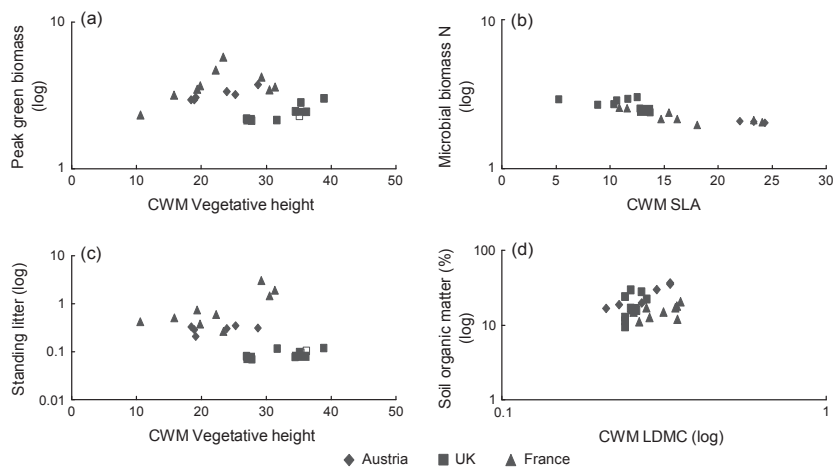 (a)
Peak green biomass
(log)
10
1
0 10 20 30 40 50
CWM Vegetative height
(b)
Microbial biomass N
(log)
10
1
0 5 10 15 20 25 30
CWM SLA
(c)
Standing litter (log)
10
1
0.1
0.01
0 10 20 30 40 50
CWM Vegetative height
(d)
Soil organic matter (%)
(log)
100
10
1
0.1 1
CWM LDMC (log)
Austria UK France